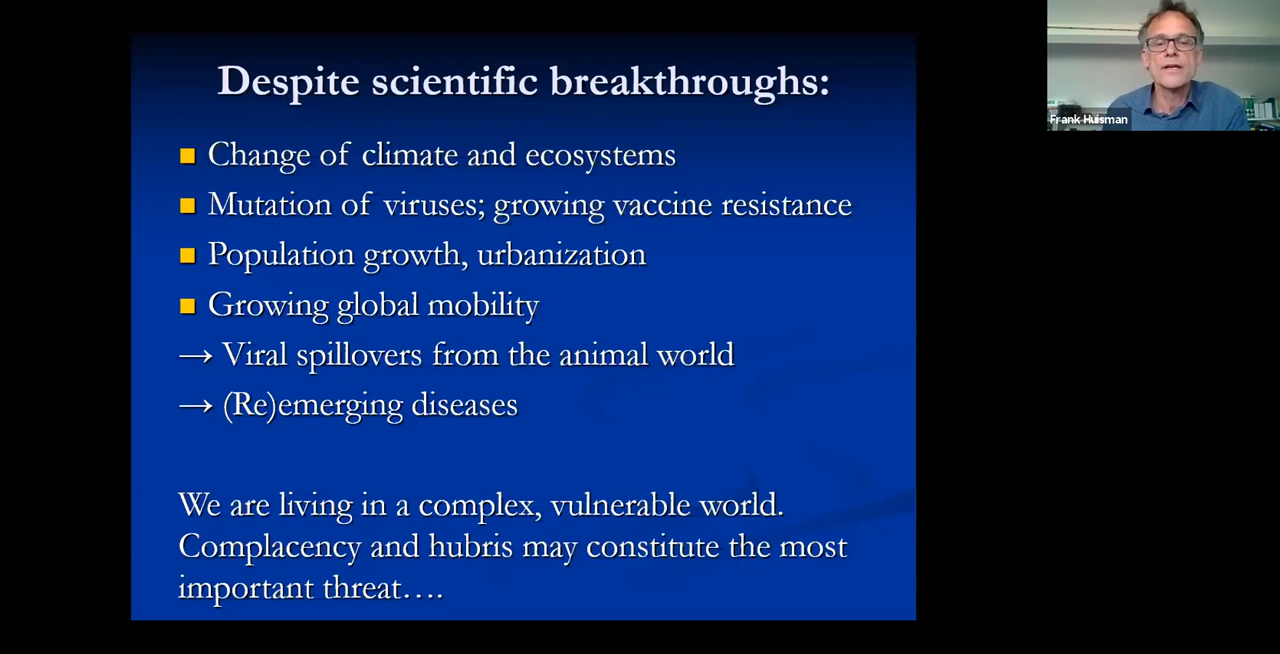 Despite scientific breakthroughs:
Change of climate and ecosystems
Mutation of viruses; growing vaccine resistance
Population growth, urbanization
Growing global mobility
→ Viral spillovers from the animal world
→ (Re)emerging diseases
We are living in a complex, vulnerable world.
Complacency and hubris may constitute the most
important threat….
Frank Huisman